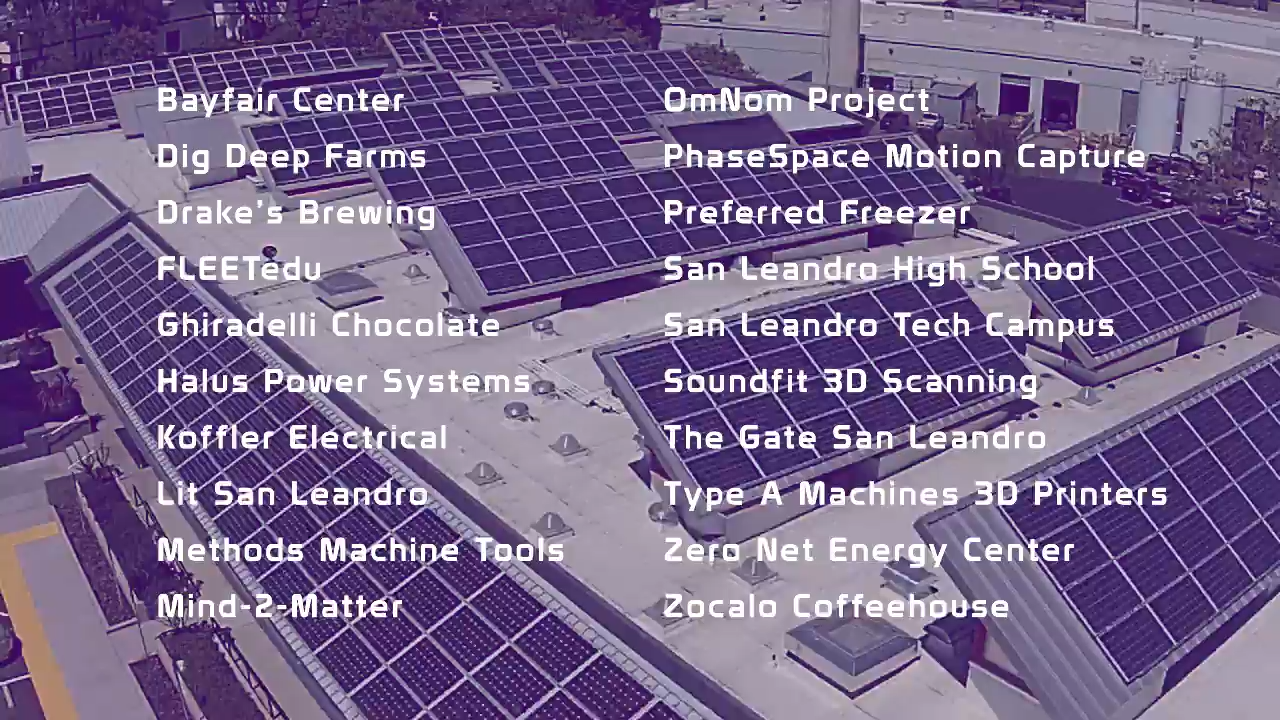 Bayfair Center
Dig Deep Farms
Drake's Brewing
FLEETedu
Ghiradelli Chocolate
Halus Power Systems
Koffler Electrical
Lit San Leandro
Methods Machine Tools
Mind-2-Matter
OmNom Project
PhaseSpace Motion Capture
Preferred Freezer
San Leandro High School
San Leandro Tech Campus
Soundfit 3D Scanning
The Gate San Leandro
Type A Machines 3D Printers
Zero Net Energy Center
Zocalo Coffeehouse